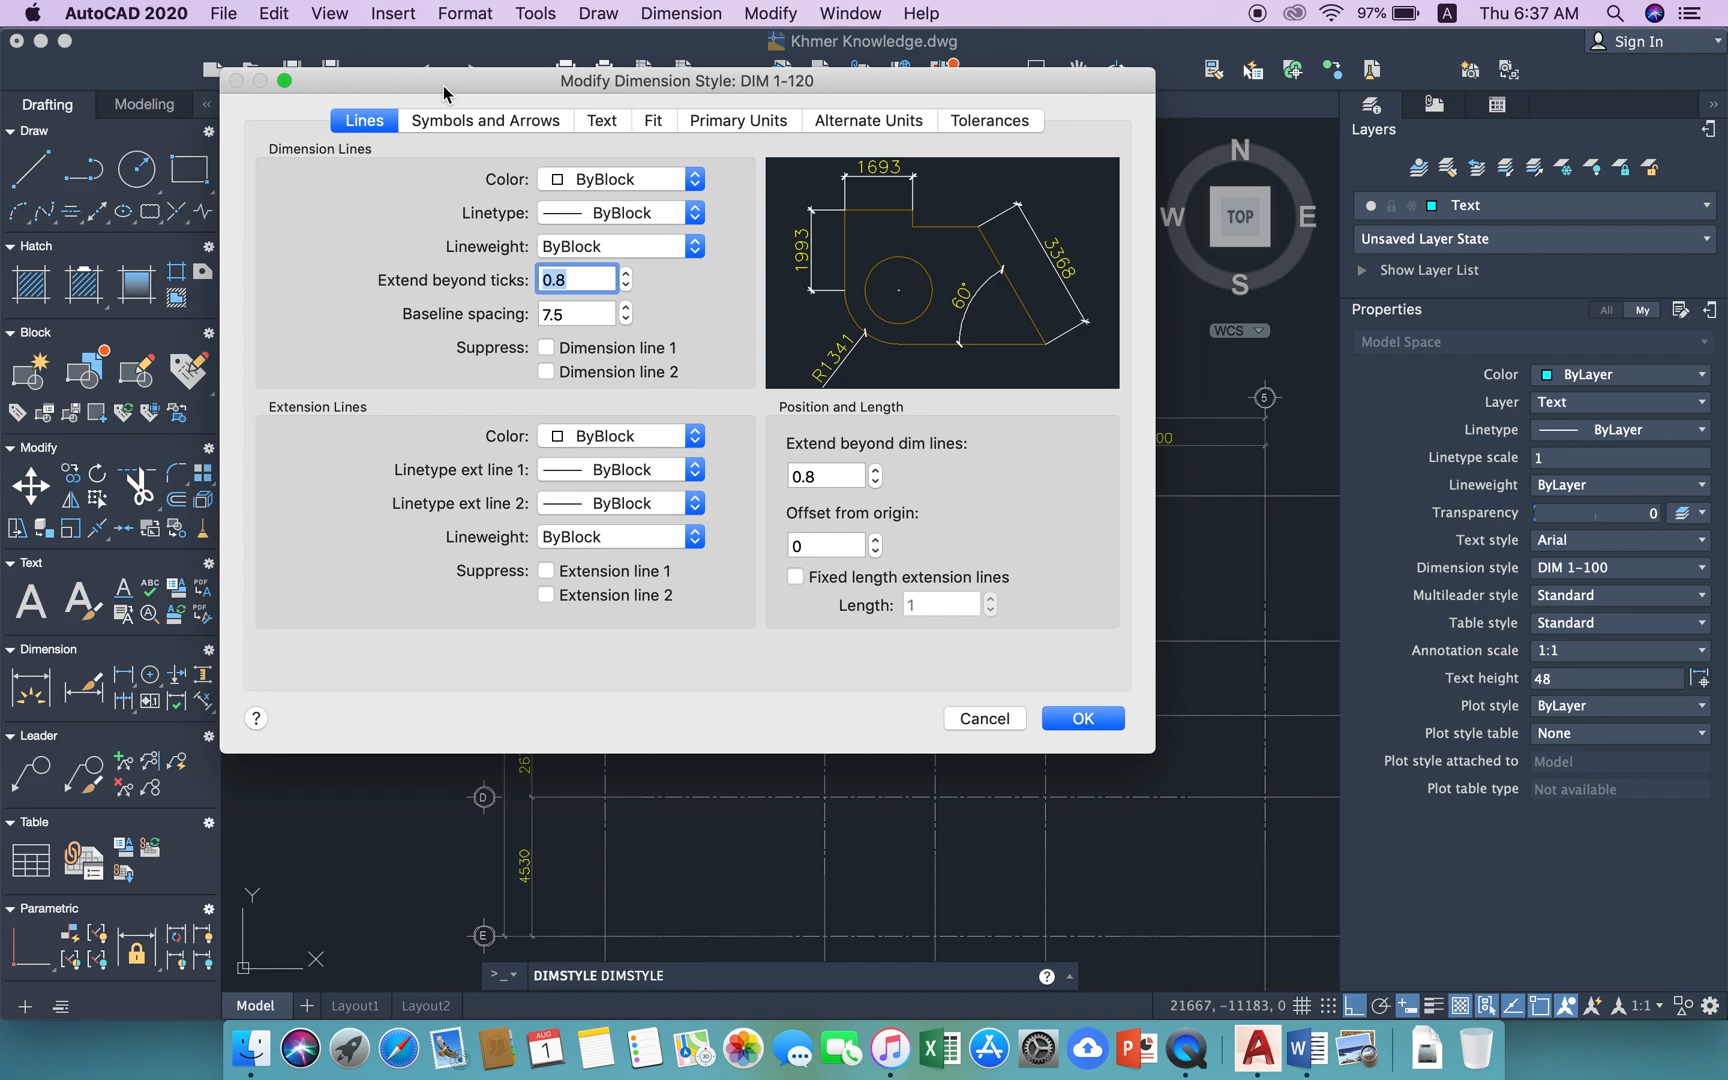 AutoCAD 2020 File Edit View Insert Format Tools Draw Dimension Modify Window Help 97% A Thu 6:37 AM
Khmer Knowledge.dwg Sign In
Modify Dimension Style: DIM 1-120
Drafting Modeling
Lines Symbols and Arrows Text Fit Primary Units Alternate Units Tolerances
Draw
Dimension Lines
Color: ByBlock
Linetype: ByBlock
Lineweight: ByBlock
Extend beyond ticks: 0.8
Baseline spacing: 7.5
Suppress: Dimension line 1
Dimension line 2
1693
1993
3368
60°
R1341
Extension Lines
Color: ByBlock
Linetype ext line 1: ByBlock
Linetype ext line 2: ByBlock
Lineweight: ByBlock
Suppress: Extension line 1
Extension line 2
Position and Length
Extend beyond dim lines:
0.8
Offset from origin:
0
Fixed length extension lines
Length: 1
?
Cancel OK
Hatch
Block
Modify
Text
A A A ABC PDF
PDF
Dimension
Leader
Table
Parametric
N
W TOP E
S
WCS
5
00
26
D
4530
E
Y
X
>_ DIMSTYLE DIMSTYLE ?
Model + Layout1 Layout2
21667, -11183, 0 1:1
Layers
Text
Unsaved Layer State
Show Layer List
Properties All My
Model Space
Color ByLayer
Layer Text
Linetype ByLayer
Linetype scale 1
Lineweight ByLayer
Transparency 0
Text style Arial
Dimension style DIM 1-100
Multileader style Standard
Table style Standard
Annotation scale 1:1
Text height 48
Plot style ByLayer
Plot style table None
Plot style attached to Model
Plot table type Not available
AUG
1